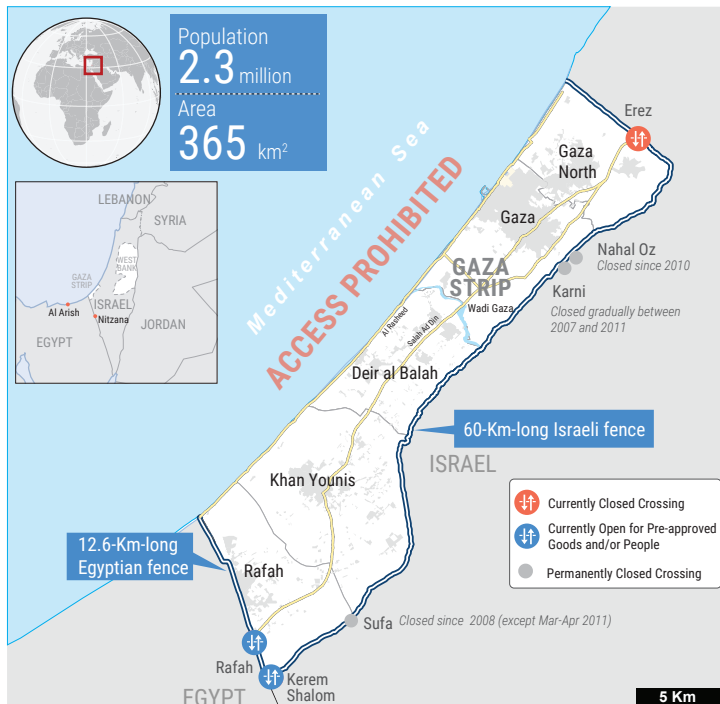 Population
2.3 million
Area
365 km²
LEBANON
SYRIA
WEST
BANK
GAZA
STRIP
ISRAEL
Al Arish
Nitzana
JORDAN
EGYPT
Mediterranean Sea
ACCESS PROHIBITED
Erez
Gaza
North
Gaza
Nahal Oz
Closed since 2010
Karni
Closed gradually between
2007 and 2011
GAZA
STRIP
Wadi Gaza
Al Rasheed
Salah Ad Din
Deir al Balah
60-Km-long Israeli fence
ISRAEL
Khan Younis
Currently Closed Crossing
Currently Open for Pre-approved
Goods and/or People
Permanently Closed Crossing
12.6-Km-long
Egyptian fence
Rafah
Sufa Closed since 2008 (except Mar-Apr 2011)
Rafah
Kerem
Shalom
EGYPT
5 Km